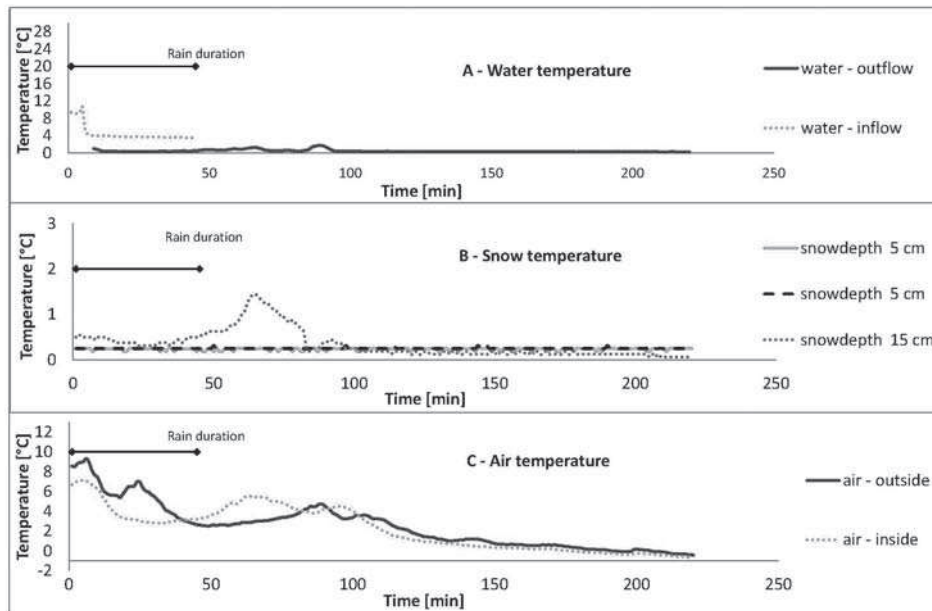 Temperature [°C]
28
24
20
16
12
8
4
0
Rain duration
A - Water temperature
water - outflow
water - inflow
0 50 100 150 200 250
Time [min]
Temperature [°C]
3
2
1
0
Rain duration
B - Snow temperature
snowdepth 5 cm
snowdepth 5 cm
snowdepth 15 cm
0 50 100 150 200 250
Time [min]
Temperature [°C]
12
10
8
6
4
2
0
-2
Rain duration
C - Air temperature
air - outside
air - inside
0 50 100 150 200 250
Time [min]